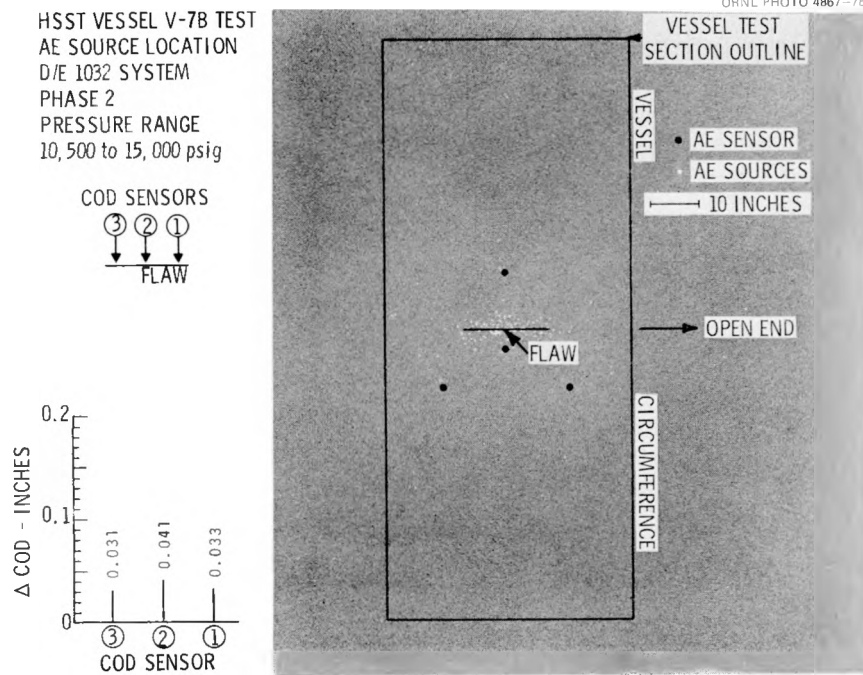 ORNL PHOTO 4867-78
HSST VESSEL V-7B TEST
AE SOURCE LOCATION
D/E 1032 SYSTEM
PHASE 2
PRESSURE RANGE
10,500 to 15,000 psig
COD SENSORS
3 2 1
FLAW
VESSEL TEST
SECTION OUTLINE
VESSEL
AE SENSOR
AE SOURCES
10 INCHES
OPEN END
FLAW
CIRCUMFERENCE
Δ COD - INCHES
0.2
0.1
0
0.031
0.041
0.033
3 2 1
COD SENSOR